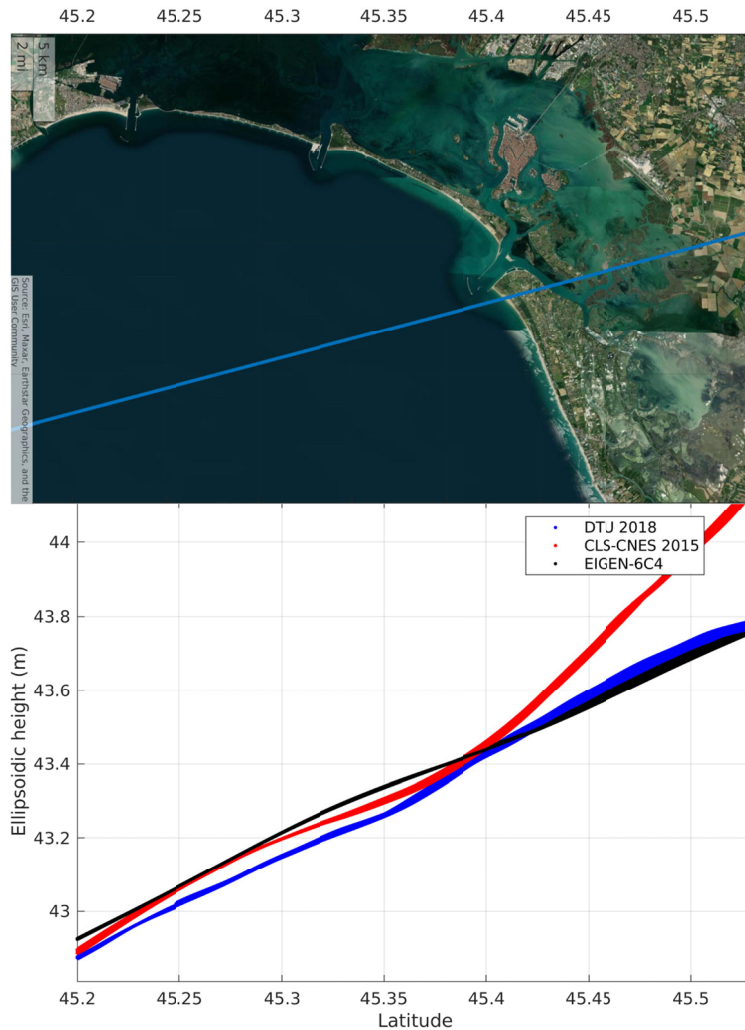 45.2 45.25 45.3 45.35 45.4 45.45 45.5
5 km
2 mi
Source: Esri, Maxar, Earthstar Geographics, and the
GIS User Community
DTU 2018
CLS-CNES 2015
EIGEN-6C4
44
43.8
43.6
43.4
43.2
43
Ellipsoidic height (m)
45.2 45.25 45.3 45.35 45.4 45.45 45.5
Latitude